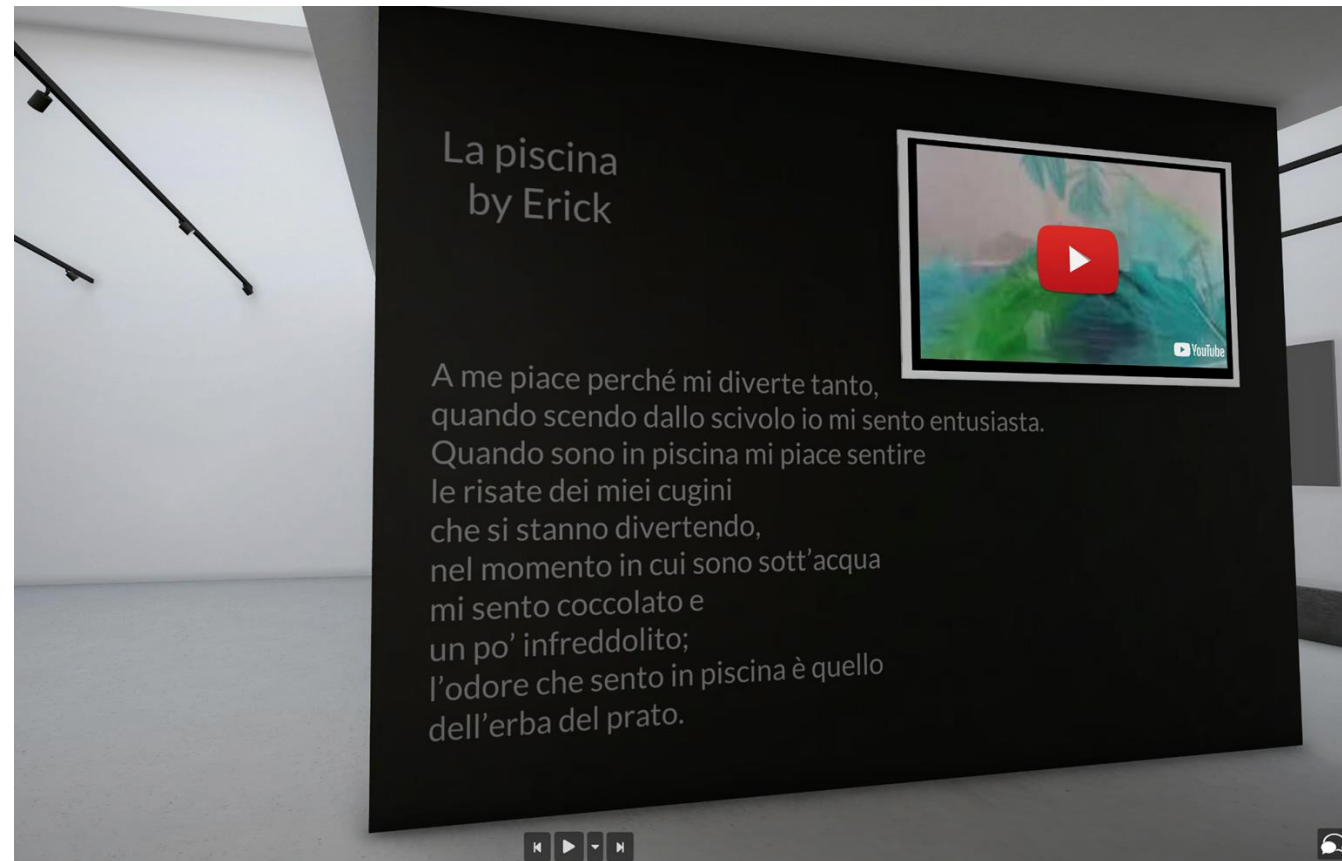 La piscina
by Erick
YouTube
A me piace perché mi diverte tanto,
quando scendo dallo scivolo io mi sento entusiasta.
Quando sono in piscina mi piace sentire
le risate dei miei cugini
che si stanno divertendo,
nel momento in cui sono sott'acqua
mi sento coccolato e
un po' infreddolito;
l'odore che sento in piscina è quello
dell'erba del prato.